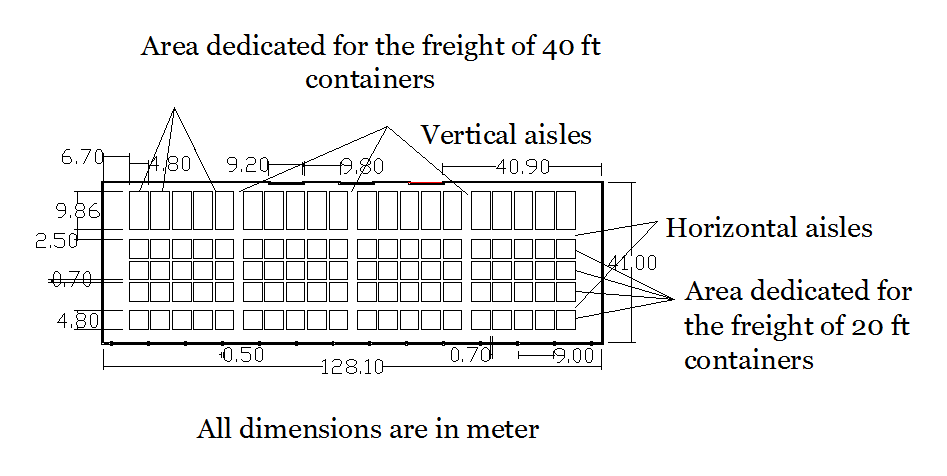 Area dedicated for the freight of 40 ft
containers
Vertical aisles
6.70
4.80
9.20
9.80
40.90
9.86
2.50
Horizontal aisles
41.00
0.70
Area dedicated for
the freight of 20 ft
containers
4.80
0.50
0.70
9.00
128.10
All dimensions are in meter